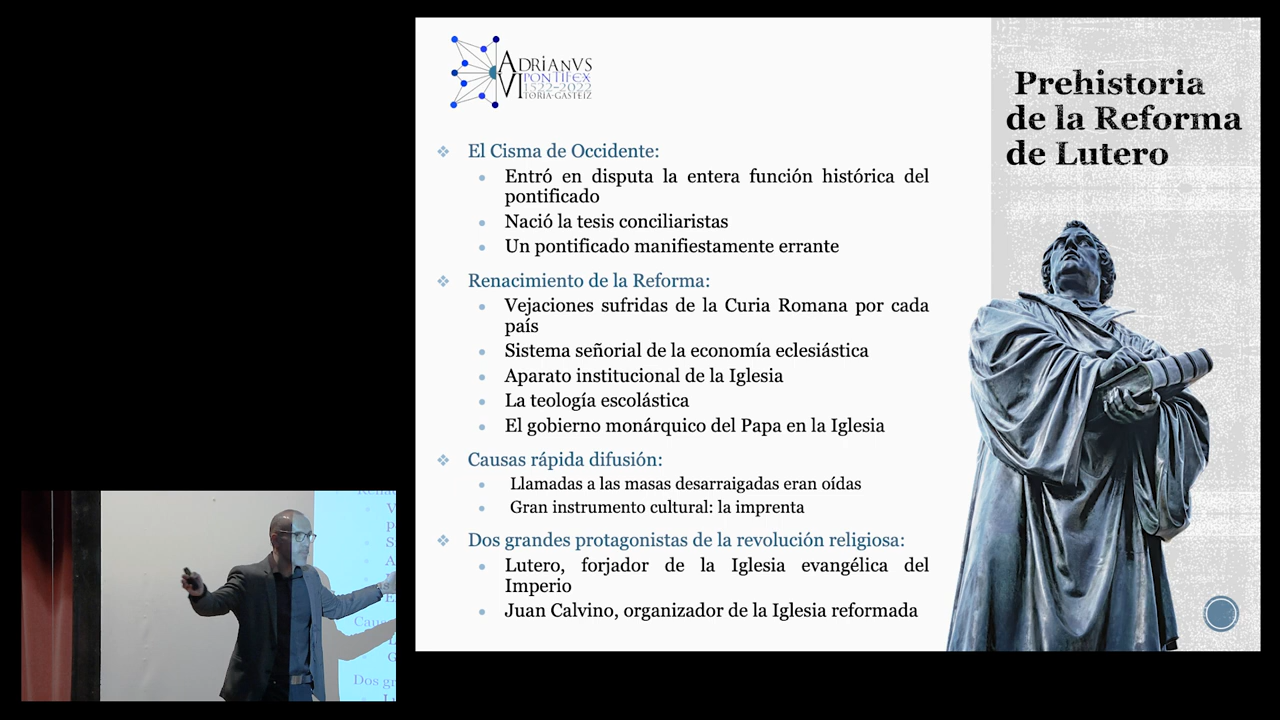 ADRIANVS
VI PONTIFEX
1522-2022
VITORIA-GASTEIZ
Prehistoria
de la Reforma
de Lutero
El Cisma de Occidente:
Entró en disputa la entera función histórica del
pontificado
Nació la tesis conciliaristas
Un pontificado manifiestamente errante
Renacimiento de la Reforma:
Vejaciones sufridas de la Curia Romana por cada
país
Sistema señorial de la economía eclesiástica
Aparato institucional de la Iglesia
La teología escolástica
El gobierno monárquico del Papa en la Iglesia
Causas rápida difusión:
Llamadas a las masas desarraigadas eran oídas
Gran instrumento cultural: la imprenta
Dos grandes protagonistas de la revolución religiosa:
Lutero, forjador de la Iglesia evangélica del
Imperio
Juan Calvino, organizador de la Iglesia reformada
Caus
Dos gr